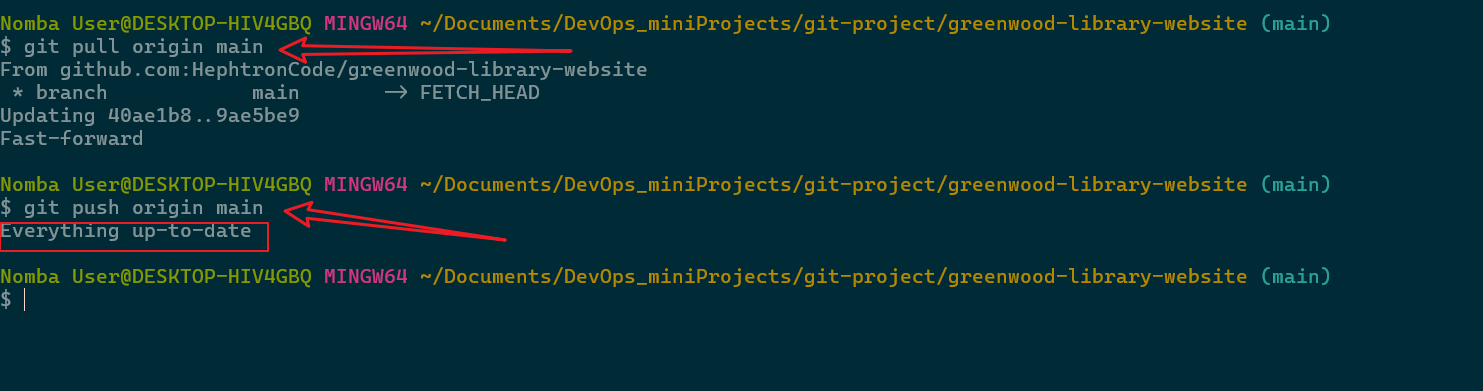 Nomba User@DESKTOP-HIV4GBQ MINGW64 ~/Documents/DevOps_miniProjects/git-project/greenwood-library-website (main)
$ git pull origin main
From github.com:HephtronCode/greenwood-library-website
 * branch            main       -> FETCH_HEAD
Updating 40ae1b8..9ae5be9
Fast-forward
Nomba User@DESKTOP-HIV4GBQ MINGW64 ~/Documents/DevOps_miniProjects/git-project/greenwood-library-website (main)
$ git push origin main
Everything up-to-date
Nomba User@DESKTOP-HIV4GBQ MINGW64 ~/Documents/DevOps_miniProjects/git-project/greenwood-library-website (main)
$